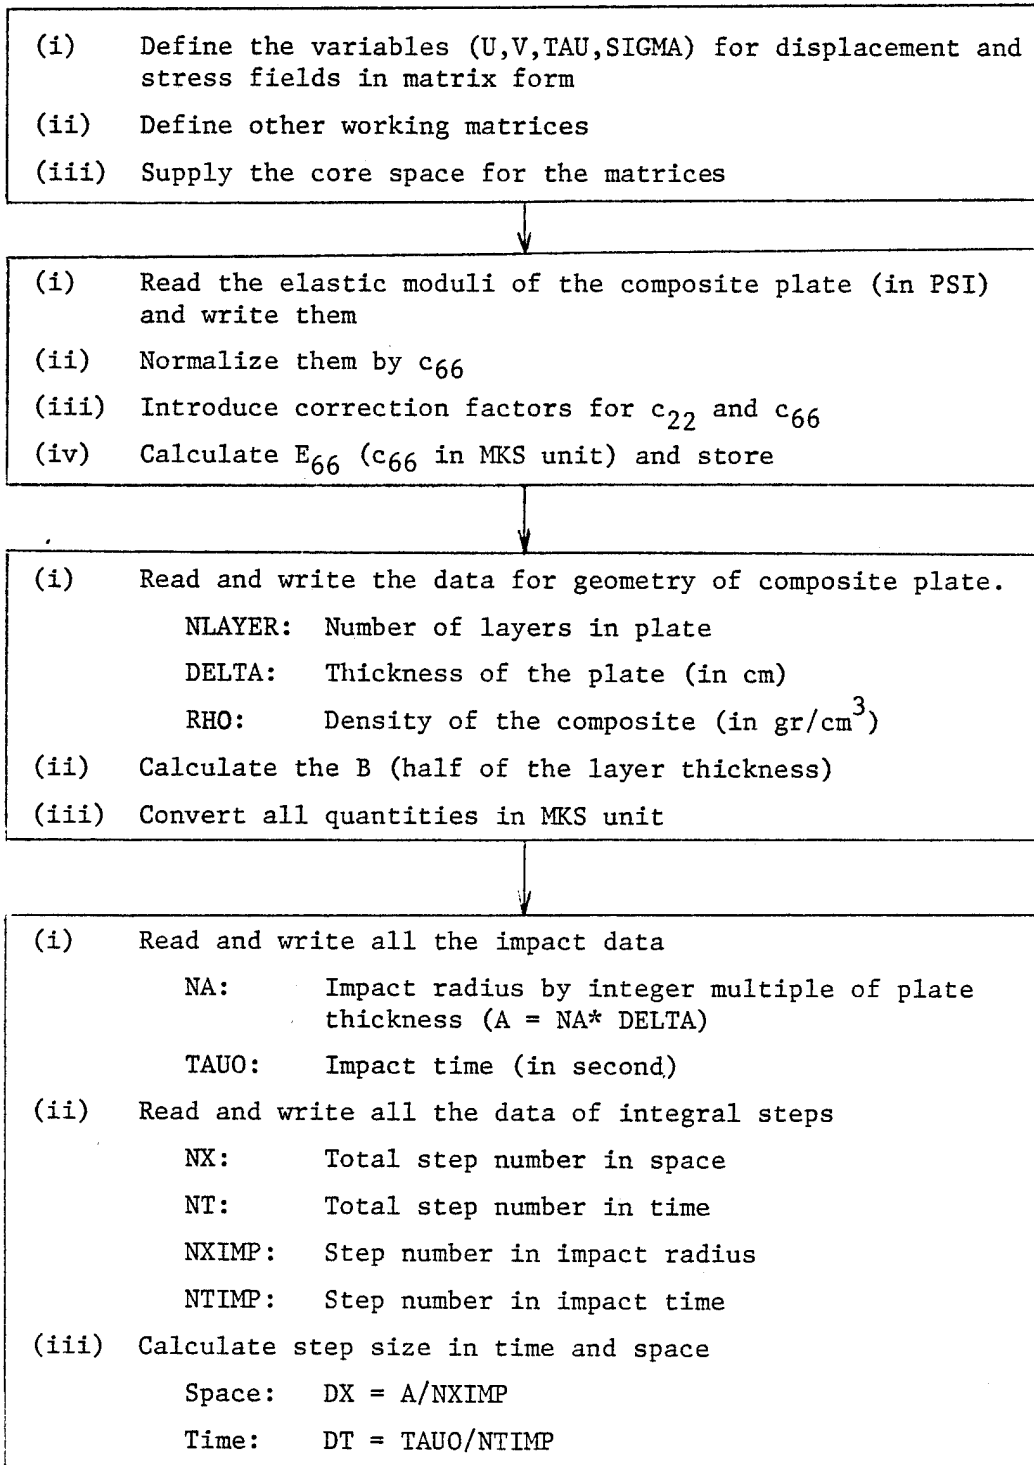 (i) Define the variables (U,V,TAU,SIGMA) for displacement and
stress fields in matrix form
(ii) Define other working matrices
(iii) Supply the core space for the matrices
(i) Read the elastic moduli of the composite plate (in PSI)
and write them
(ii) Normalize them by c66
(iii) Introduce correction factors for c22 and c66
(iv) Calculate E66 (c66 in MKS unit) and store
(i) Read and write the data for geometry of composite plate.
NLAYER: Number of layers in plate
DELTA: Thickness of the plate (in cm)
RHO: Density of the composite (in gr/cm3)
(ii) Calculate the B (half of the layer thickness)
(iii) Convert all quantities in MKS unit
(i) Read and write all the impact data
NA: Impact radius by integer multiple of plate
thickness (A = NA* DELTA)
TAUO: Impact time (in second)
(ii) Read and write all the data of integral steps
NX: Total step number in space
NT: Total step number in time
NXIMP: Step number in impact radius
NTIMP: Step number in impact time
(iii) Calculate step size in time and space
Space: DX = A/NXIMP
Time: DT = TAUO/NTIMP